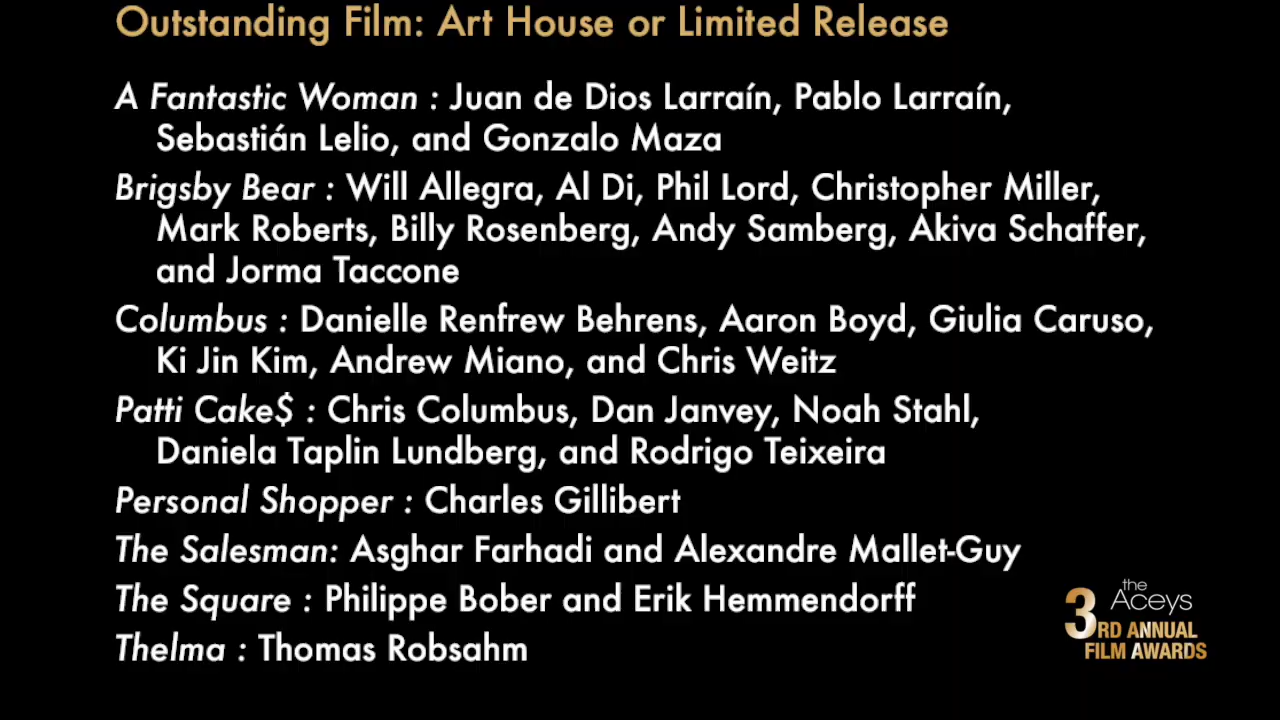 Outstanding Film: Art House or Limited Release
A Fantastic Woman : Juan de Dios Larraín, Pablo Larraín,
Sebastián Lelio, and Gonzalo Maza
Brigsby Bear : Will Allegra, Al Di, Phil Lord, Christopher Miller,
Mark Roberts, Billy Rosenberg, Andy Samberg, Akiva Schaffer,
and Jorma Taccone
Columbus : Danielle Renfrew Behrens, Aaron Boyd, Giulia Caruso,
Ki Jin Kim, Andrew Miano, and Chris Weitz
Patti Cake$ : Chris Columbus, Dan Janvey, Noah Stahl,
Daniela Taplin Lundberg, and Rodrigo Teixeira
Personal Shopper : Charles Gillibert
The Salesman: Asghar Farhadi and Alexandre Mallet-Guy
The Square : Philippe Bober and Erik Hemmendorff
Thelma : Thomas Robsahm
the
Aceys
3RD ANNUAL
FILM AWARDS